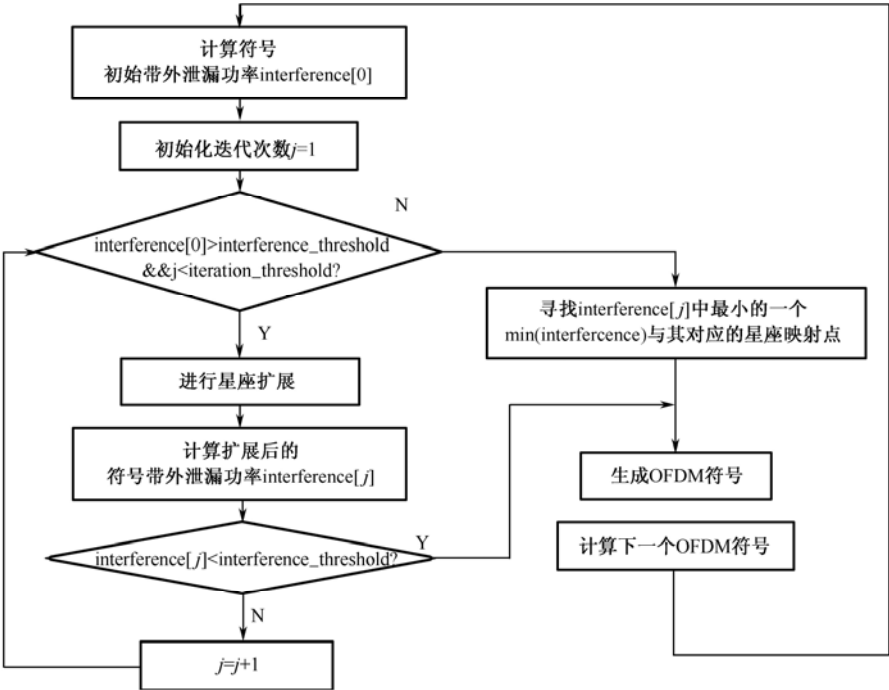 计算符号
初始带外泄漏功率interference[0]
初始化迭代次数j=1
N
interference[0]>interference_threshold
&&j<iteration_threshold?
寻找interference[j]中最小的一个
min(interfercence)与其对应的星座映射点
Y
进行星座扩展
计算扩展后的
符号带外泄漏功率interference[j]
生成OFDM符号
interference[j]<interference_threshold?
Y
计算下一个OFDM符号
N
j=j+1